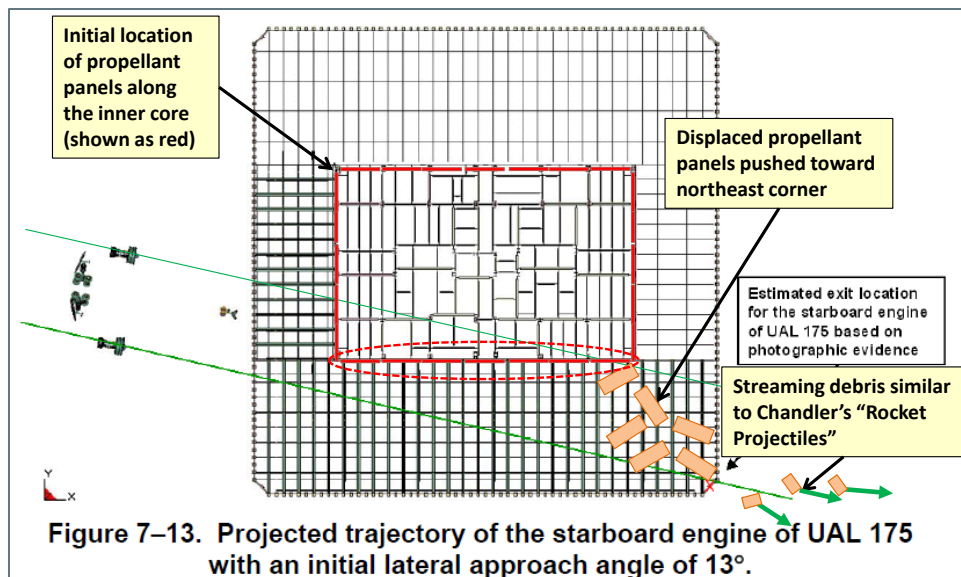 Initial location
of propellant
panels along
the inner core
(shown as red)
Displaced propellant
panels pushed toward
northeast corner
Estimated exit location
for the starboard engine
of UAL 175 based on
photographic evidence
Streaming debris similar
to Chandler’s “Rocket
Projectiles”
Y
X
Figure 7–13. Projected trajectory of the starboard engine of UAL 175
with an initial lateral approach angle of 13°.